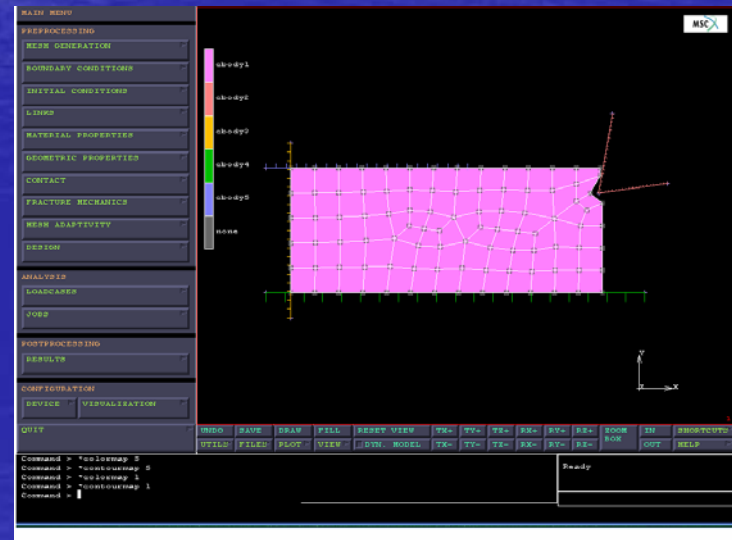 MAIN MENU
PREPROCESSING
MESH GENERATION
BOUNDARY CONDITIONS
INITIAL CONDITIONS
LINKS
MATERIAL PROPERTIES
GEOMETRIC PROPERTIES
CONTACT
FRACTURE MECHANICS
MESH ADAPTIVITY
DESIGN
ANALYSIS
LOADCASES
JOBS
POSTPROCESSING
RESULTS
CONFIGURATION
DEVICE VISUALIZATION
QUIT
MSC
cbody1
cbody2
cbody3
cbody4
cbody5
none
Y
Z X
1
UNDO SAVE DRAW FILL RESET VIEW TX+ TY+ TZ+ RX+ RY+ RZ+ ZOOM BOX IN SHORTCUTS
UTILS FILES PLOT VIEW DYN. MODEL TX- TY- TZ- RX- RY- RZ- OUT HELP
Command > *colormap 5
Command > *contourmap 5
Command > *colormap 1
Command > *contourmap 1
Command >
Ready